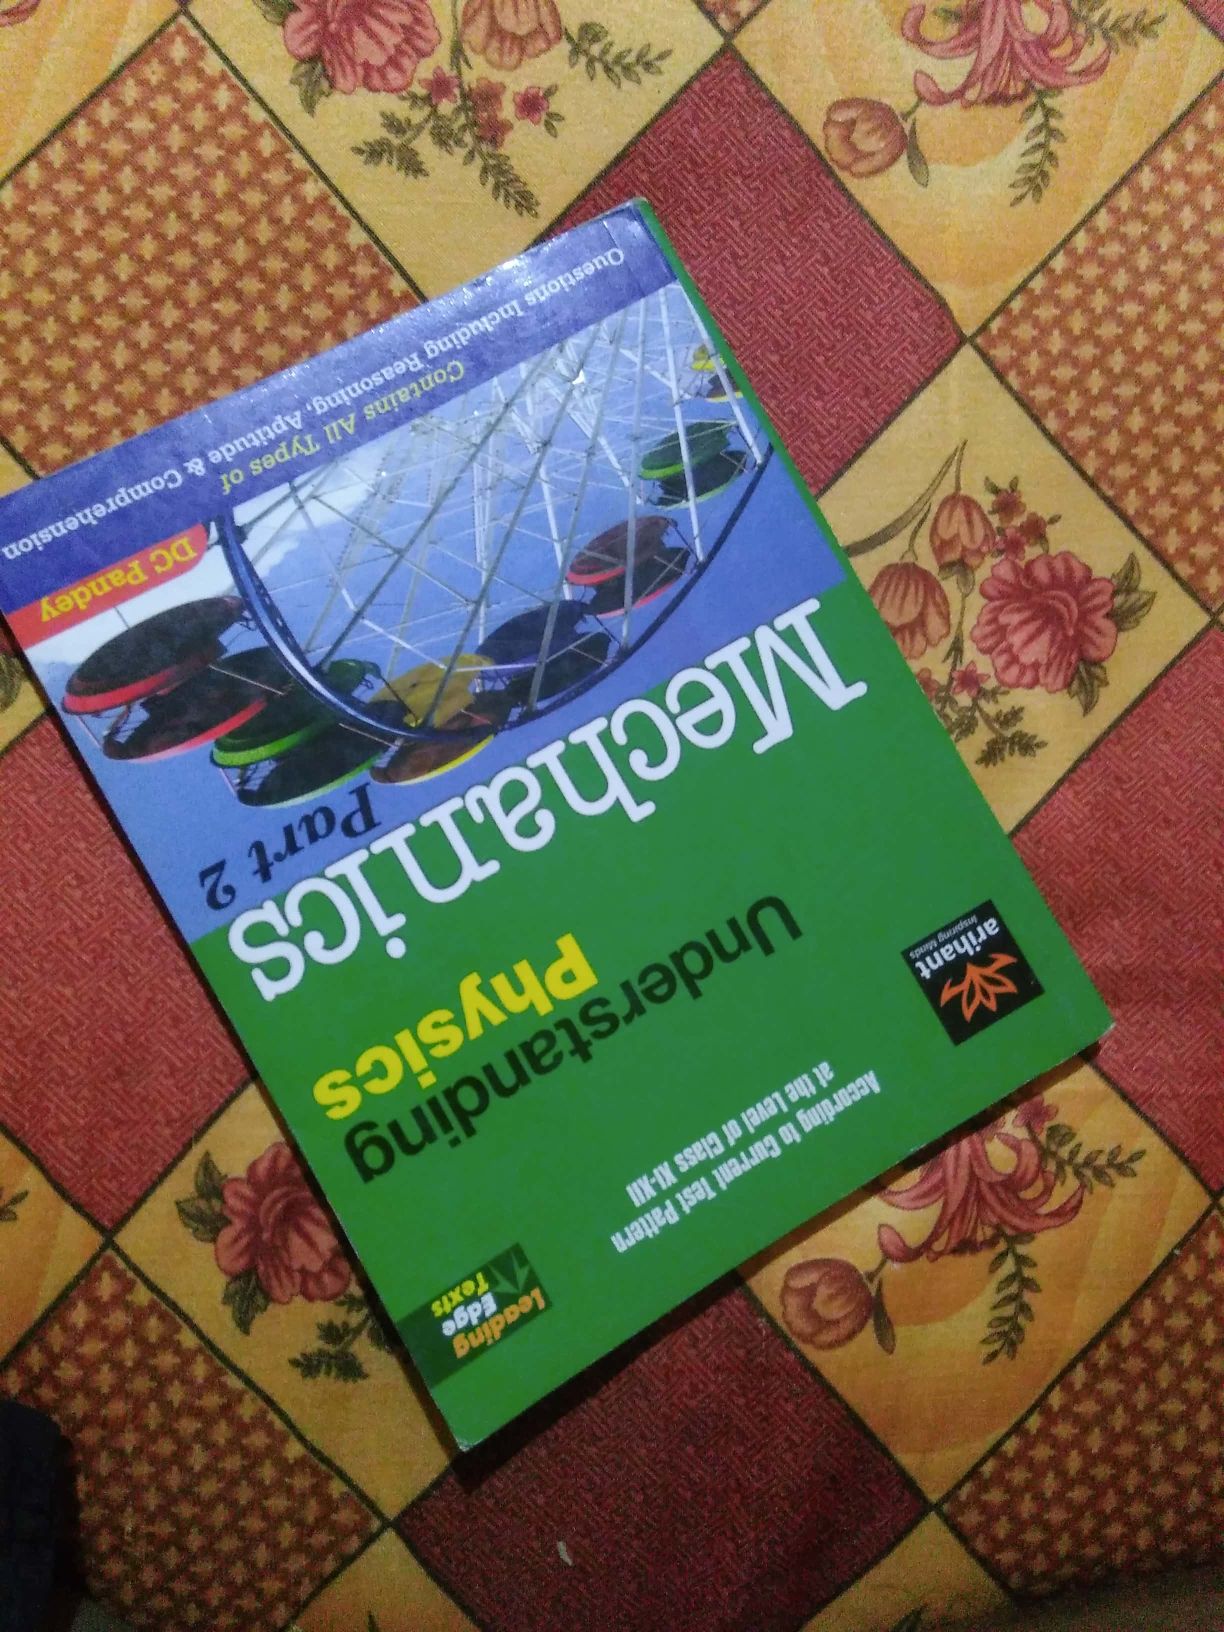 Leading
Edge
Texts
According to Current Test Pattern
at the Level of Class XI-XII
arihant
Inspiring Minds
Understanding
Physics
Mechanics
Part 2
DC Pandey
Contains All Types of
Questions Including Reasoning, Aptitude & Comprehension